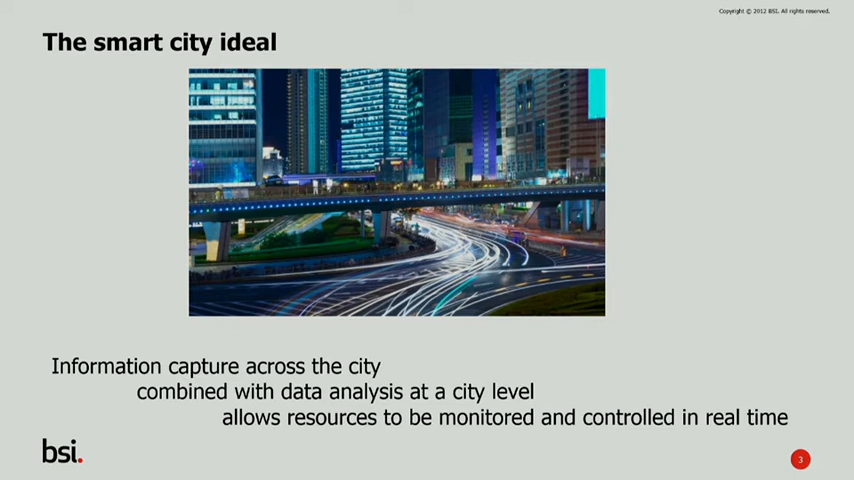 Copyright © 2012 BSI. All rights reserved.
The smart city ideal
Information capture across the city
combined with data analysis at a city level
allows resources to be monitored and controlled in real time
bsi.
3